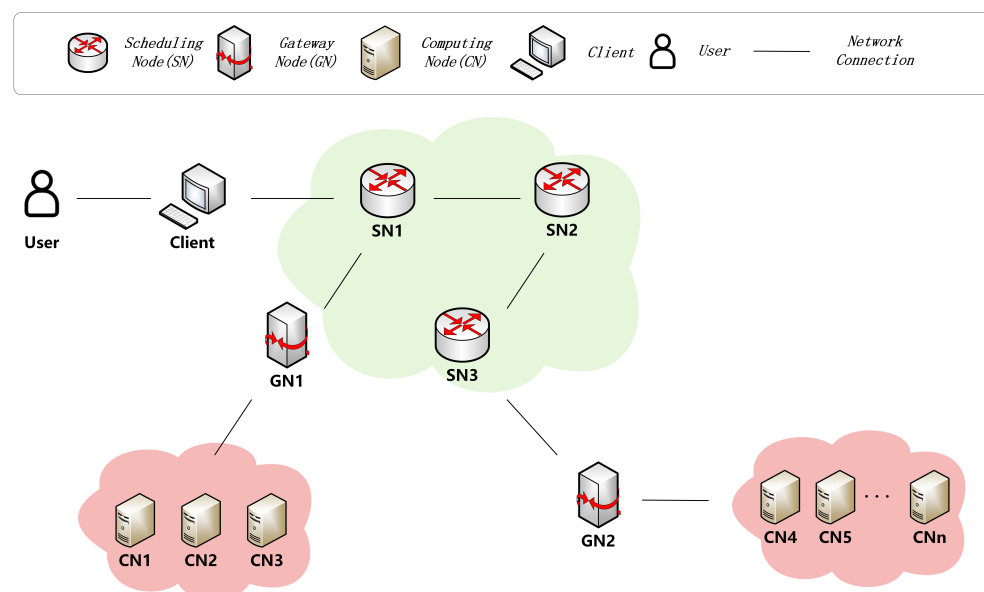 Scheduling
Node(SN)
Gateway
Node(GN)
Computing
Node(CN)
Client
User
Network
Connection
User
Client
SN1
SN2
GN1
SN3
CN1
CN2
CN3
GN2
CN4
CN5
...
CNn